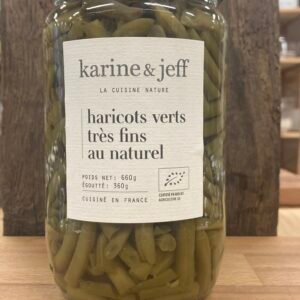 karine & jeff
LA CUISINE NATURE
haricots verts
très fins
au naturel
POIDS NET: 660g
ÉGOUTTÉ: 360g
CUISINÉ EN FRANCE